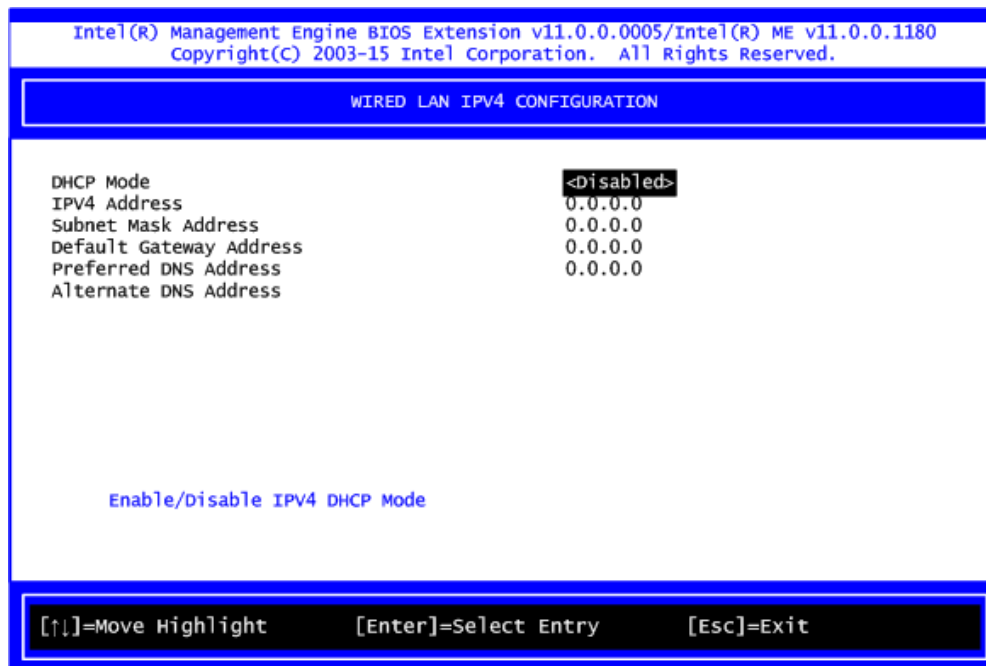 Intel(R) Management Engine BIOS Extension v11.0.0.0005/Intel(R) ME v11.0.0.1180
Copyright(C) 2003-15 Intel Corporation. All Rights Reserved.
WIRED LAN IPV4 CONFIGURATION
DHCP Mode <Disabled>
IPV4 Address 0.0.0.0
Subnet Mask Address 0.0.0.0
Default Gateway Address 0.0.0.0
Preferred DNS Address 0.0.0.0
Alternate DNS Address
Enable/Disable IPV4 DHCP Mode
[↑↓]=Move Highlight [Enter]=Select Entry [Esc]=Exit